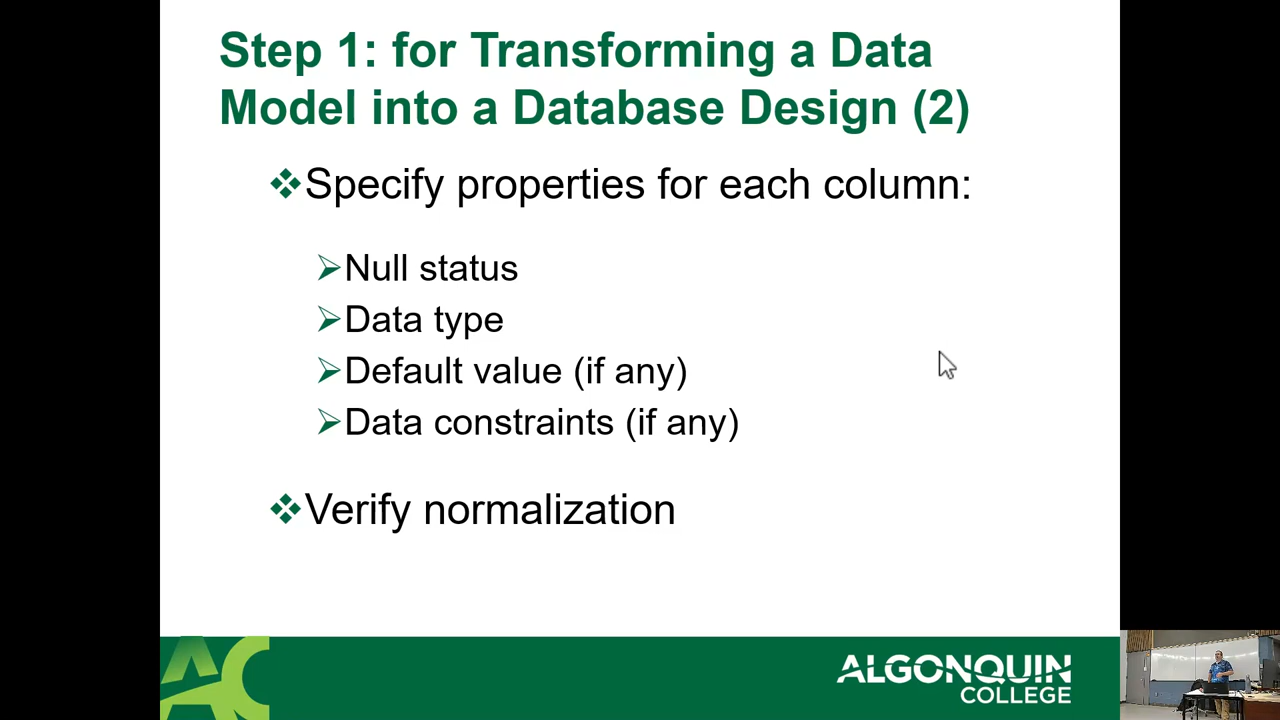 Step 1: for Transforming a Data
Model into a Database Design (2)
Specify properties for each column:
Null status
Data type
Default value (if any)
Data constraints (if any)
Verify normalization
AC
ALGONQUIN
COLLEGE